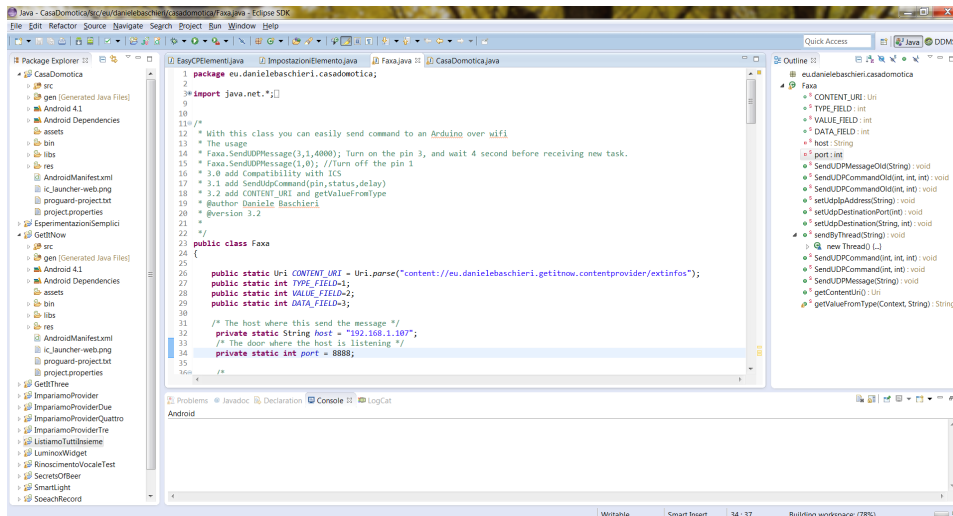 Java - CasaDomotica/src/eu/danielebaschieri/casadomotica/Faxa.java - Eclipse SDK
File Edit Refactor Source Navigate Search Project Run Window Help
Quick Access Java DDMS
Package Explorer
CasaDomotica
src
gen [Generated Java Files]
Android 4.1
Android Dependencies
assets
bin
libs
res
AndroidManifest.xml
ic_launcher-web.png
proguard-project.txt
project.properties
EsperimentazioniSemplici
GetItNow
src
gen [Generated Java Files]
Android 4.1
Android Dependencies
assets
bin
libs
res
AndroidManifest.xml
ic_launcher-web.png
proguard-project.txt
project.properties
GetItThree
ImpariamoProvider
ImpariamoProviderDue
ImpariamoProviderQuattro
ImpariamoProviderTre
ListiamoTuttiInsieme
LuminoxWidget
RinoscimentoVocaleTest
SecretsOfBeer
SmartLight
SpeachRecord
EasyCPElementi.java ImpostazioniElemento.java Faxa.java CasaDomotica.java
1 package eu.danielebaschieri.casadomotica;
2
3 import java.net.*;
9
10
11 /*
12 * With this class you can easily send command to an Arduino over wifi
13 * The usage
14 * Faxa.SendUDPMessage(3,1,4000); Turn on the pin 3, and wait 4 second before receiving new task.
15 * Faxa.SendUDPMessage(1,0); //Turn off the pin 1
16 * 3.0 add Compatibility with ICS
17 * 3.1 add SendUdpCommand(pin,status,delay)
18 * 3.2 add CONTENT_URI and getValueFromType
19 * @author Daniele Baschieri
20 * @version 3.2
21 *
22 */
23 public class Faxa
24 {
25
26 public static Uri CONTENT_URI = Uri.parse("content://eu.danielebaschieri.getitnow.contentprovider/extinfos");
27 public static int TYPE_FIELD=1;
28 public static int VALUE_FIELD=2;
29 public static int DATA_FIELD=3;
30
31 /* The host where this send the message */
32 private static String host = "192.168.1.107";
33 /* The door where the host is listening */
34 private static int port = 8888;
35
36 /*
Outline
eu.danielebaschieri.casadomotica
Faxa
CONTENT_URI : Uri
TYPE_FIELD : int
VALUE_FIELD : int
DATA_FIELD : int
host : String
port : int
SendUDPMessageOld(String) : void
SendUDPCommandOld(int, int, int) : void
SendUDPCommandOld(int, int) : void
setUdpIpAddress(String) : void
setUdpDestinationPort(int) : void
setUdpDestination(String, int) : void
sendByThread(String) : void
new Thread() {...}
SendUDPCommand(int, int, int) : void
SendUDPCommand(int, int) : void
SendUDPMessage(String) : void
getContentUri() : Uri
getValueFromType(Context, String) : String
Problems Javadoc Declaration Console LogCat
Android
Writable Smart Insert 34 : 37 Building workspace: (78%)